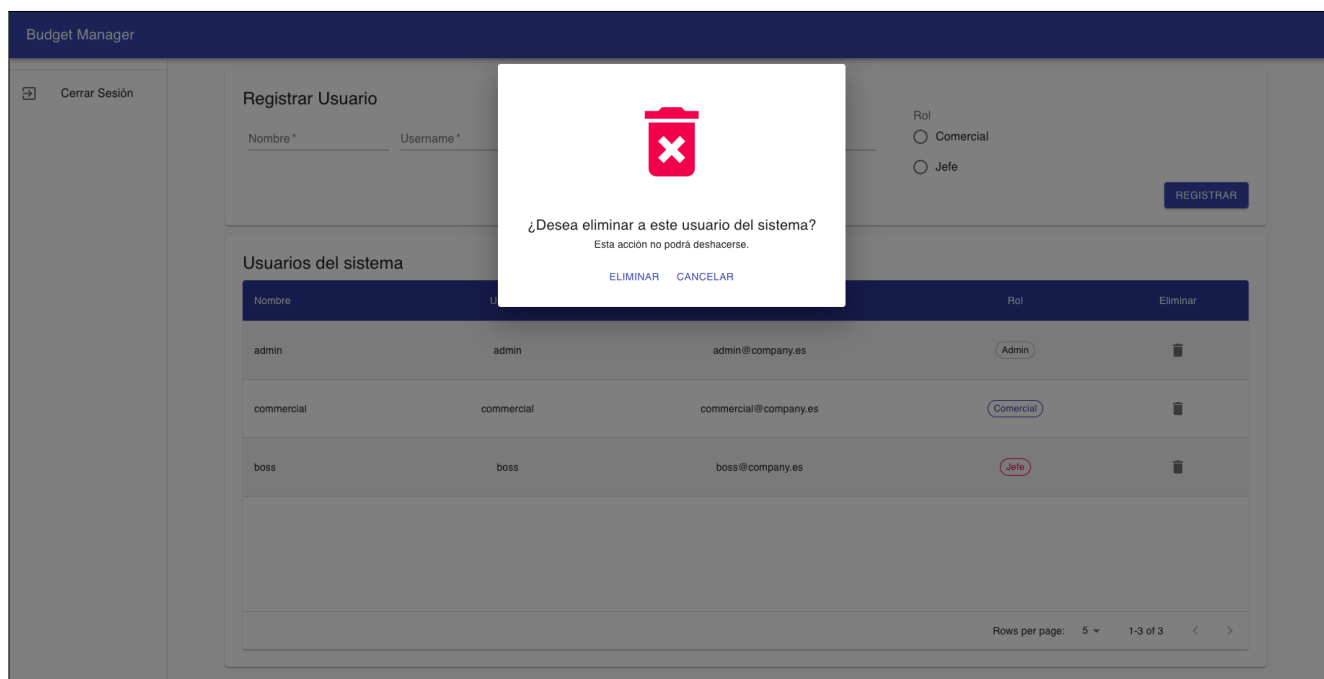 Budget Manager
Cerrar Sesión
Registrar Usuario
Nombre *
Username *
Rol
Comercial
Jefe
REGISTRAR
¿Desea eliminar a este usuario del sistema?
Esta acción no podrá deshacerse.
ELIMINAR CANCELAR
Usuarios del sistema
Nombre U Rol Eliminar
admin admin admin@company.es Admin
commercial commercial commercial@company.es Comercial
boss boss boss@company.es Jefe
Rows per page: 5 1-3 of 3